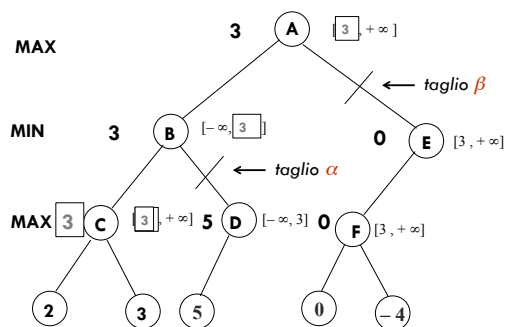 3 A [3 , + ∞ ]
MAX
taglio β
MIN 3 B [− ∞, 3 ] 0 E [3 , + ∞]
taglio α
MAX 3 C [3 , + ∞] 5 D [− ∞, 3] 0 F [3 , + ∞]
2 3 5 0 −4